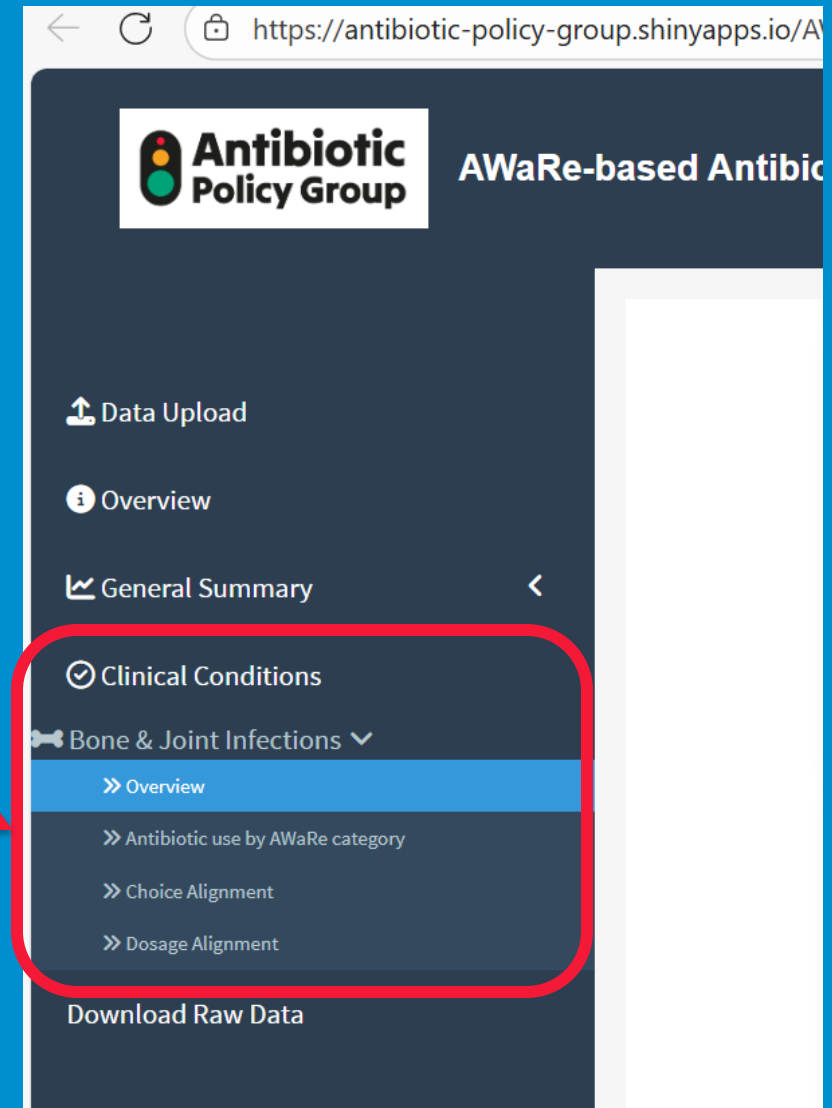 https://antibiotic-policy-group.shinyapps.io/A
Antibiotic
Policy Group
AWaRe-based Antibio
Data Upload
Overview
General Summary
Clinical Conditions
Bone & Joint Infections
Overview
Antibiotic use by AWaRe category
Choice Alignment
Dosage Alignment
Download Raw Data